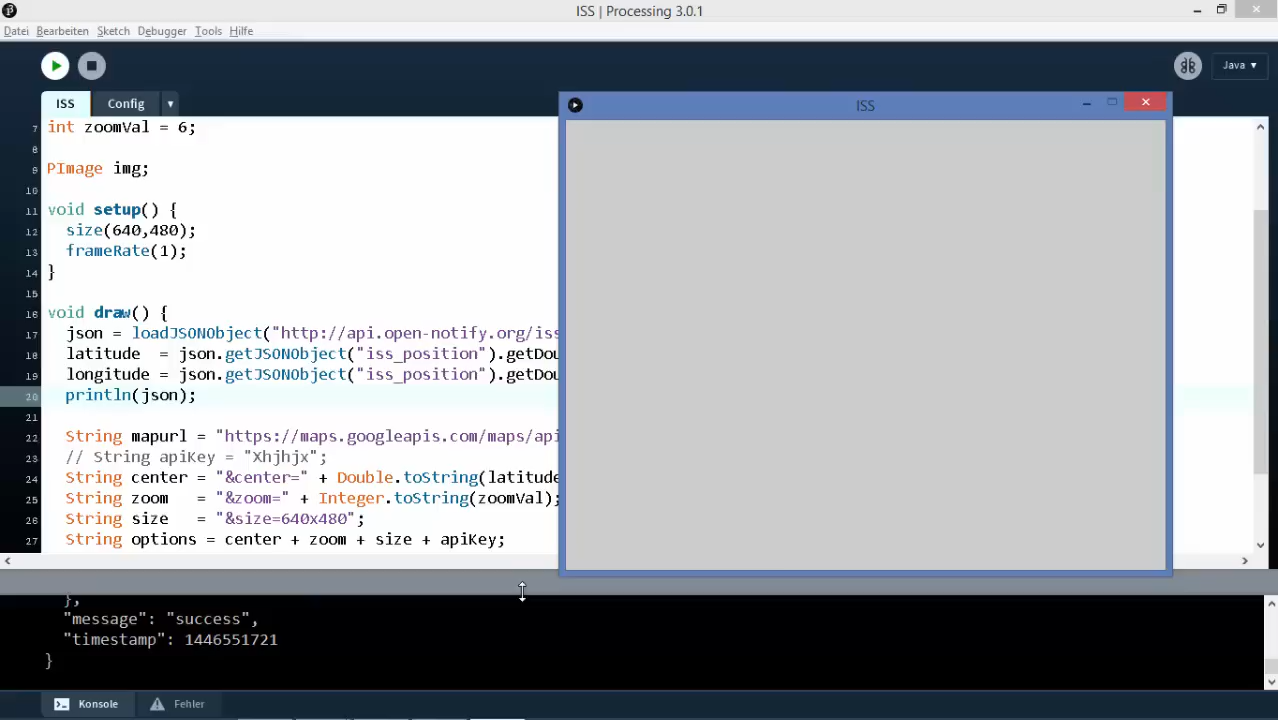 ISS | Processing 3.0.1
Datei Bearbeiten Sketch Debugger Tools Hilfe
Java
ISS Config
ISS
7 int zoomVal = 6;
8
9 PImage img;
10
11 void setup() {
12 size(640,480);
13 frameRate(1);
14 }
15
16 void draw() {
17 json = loadJSONObject("http://api.open-notify.org/iss
18 latitude  = json.getJSONObject("iss_position").getDou
19 longitude = json.getJSONObject("iss_position").getDou
20 println(json);
21
22 String mapurl = "https://maps.googleapis.com/maps/api
23 // String apiKey = "Xhjhjx";
24 String center = "&center=" + Double.toString(latitude
25 String zoom   = "&zoom=" + Integer.toString(zoomVal);
26 String size   = "&size=640x480";
27 String options = center + zoom + size + apiKey;
},
"message": "success",
"timestamp": 1446551721
}
Konsole Fehler